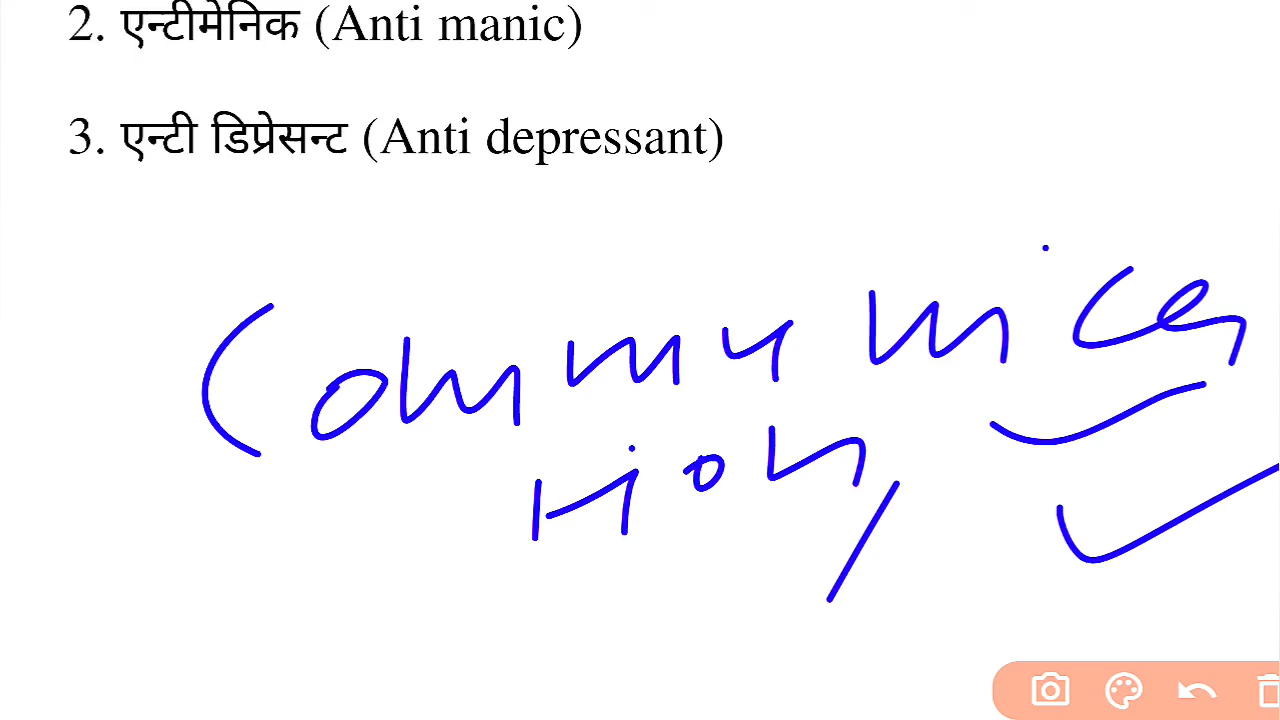 2. एन्टीमेनिक (Anti manic)
3. एन्टी डिप्रेसन्ट (Anti depressant)
Communica
tion